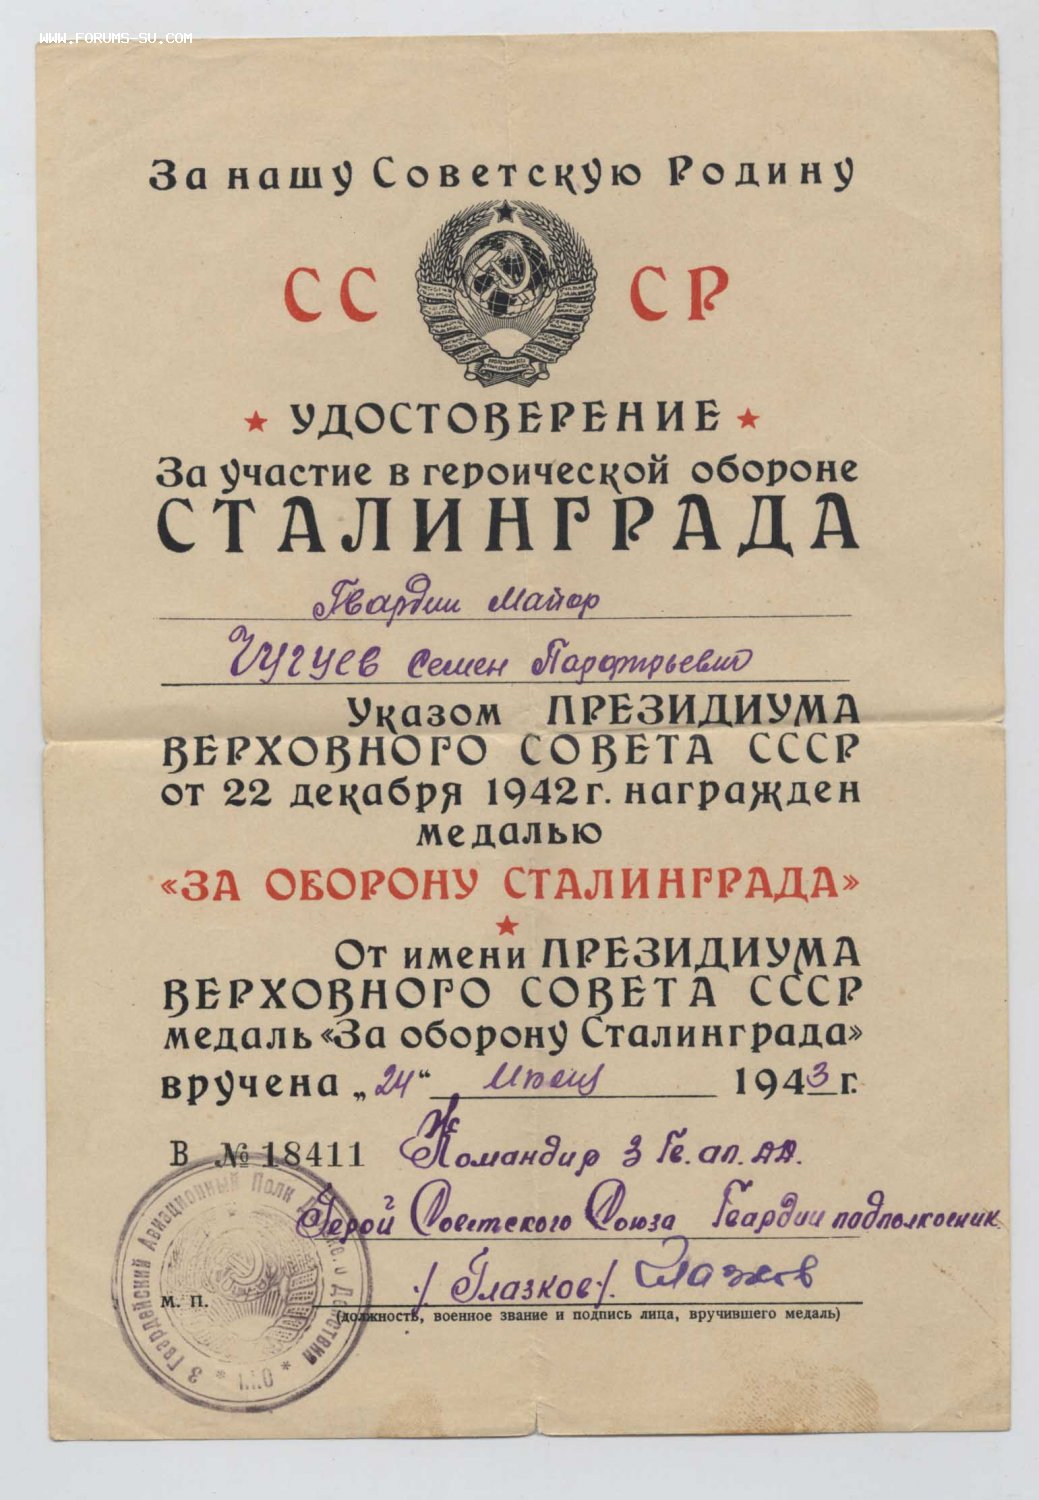 WWW.FORUMS-SU.COM
За нашу Советскую Родину
СС СР
УДОСТОВЕРЕНИЕ
За участие в героической обороне
СТАЛИНГРАДА
Гвардии Майор
Чугуев Семен Парфирьевич
Указом ПРЕЗИДИУМА
ВЕРХОВНОГО СОВЕТА СССР
от 22 декабря 1942 г. награжден
медалью
«ЗА ОБОРОНУ СТАЛИНГРАДА»
От имени ПРЕЗИДИУМА
ВЕРХОВНОГО СОВЕТА СССР
медаль «За оборону Сталинграда»
вручена „24“ 1943 г.
В № 18411 Командир 3 Гв. ап. ДД.
Герой Советского Союза Гвардии подполковник
/Глазков/. Глазков
М. П.
(должность, военное звание и подпись лица, вручившего медаль)
3 Гвардейский Авиационный Полк Действия